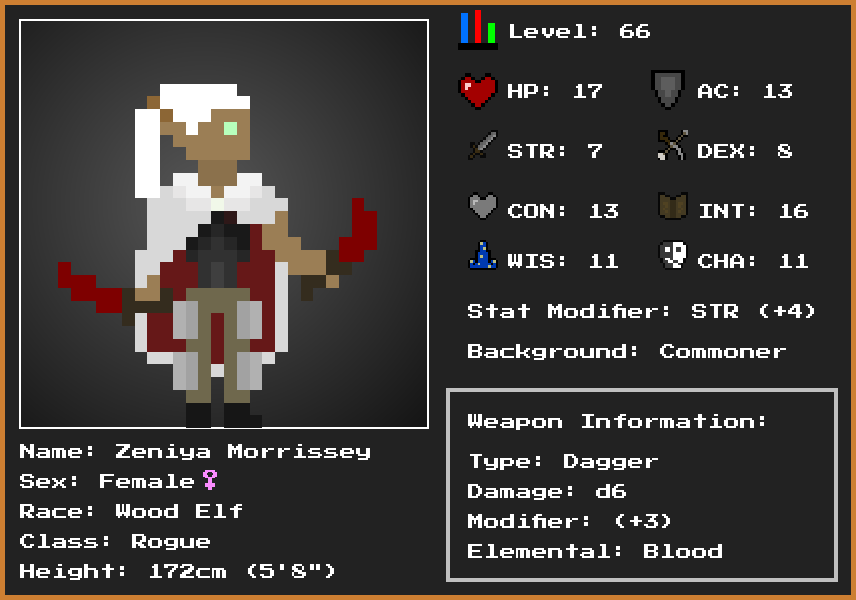 Level: 66
HP: 17 AC: 13
STR: 7 DEX: 8
CON: 13 INT: 16
WIS: 11 CHA: 11
Stat Modifier: STR (+4)
Background: Commoner
Weapon Information:
Type: Dagger
Damage: d6
Modifier: (+3)
Elemental: Blood
Name: Zeniya Morrissey
Sex: Female♀
Race: Wood Elf
Class: Rogue
Height: 172cm (5'8")